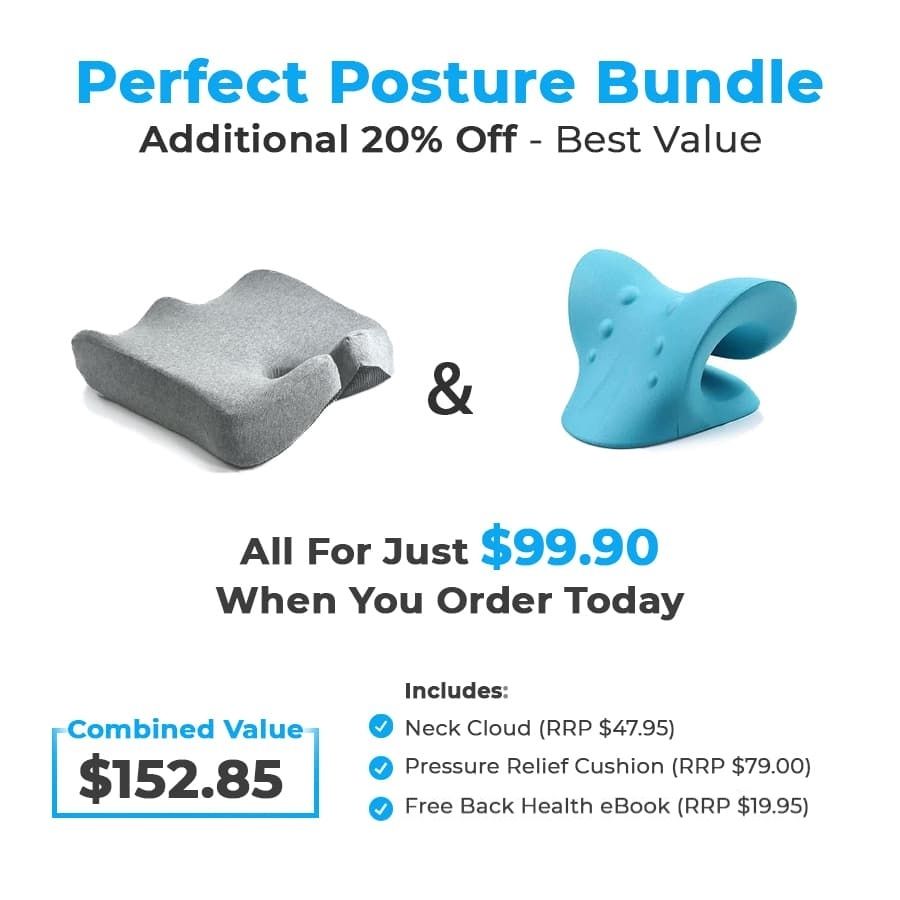 Perfect Posture Bundle
Additional 20% Off - Best Value
&
All For Just $99.90
When You Order Today
Includes:
Combined Value
$152.85
Neck Cloud (RRP $47.95)
Pressure Relief Cushion (RRP $79.00)
Free Back Health eBook (RRP $19.95)